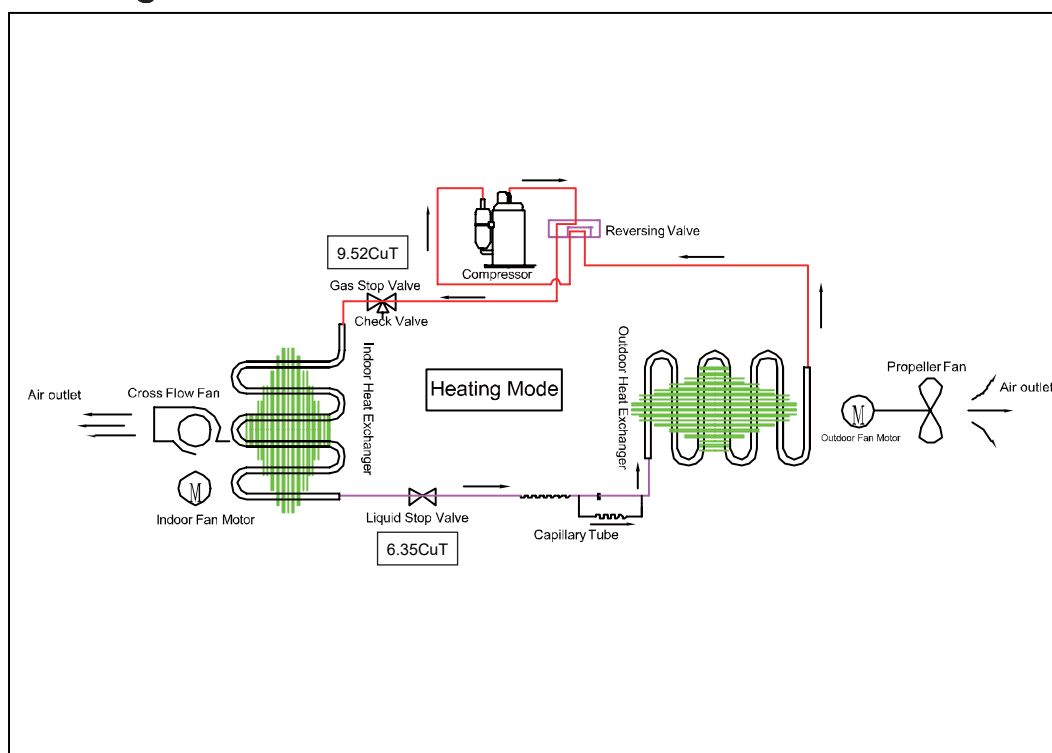 Reversing Valve
9.52CuT
Compressor
Gas Stop Valve
Check Valve
Indoor Heat Exchanger
Outdoor Heat Exchanger
Heating Mode
Propeller Fan
Air outlet
Cross Flow Fan
Air outlet
M
Outdoor Fan Motor
M
Indoor Fan Motor
Liquid Stop Valve
Capillary Tube
6.35CuT